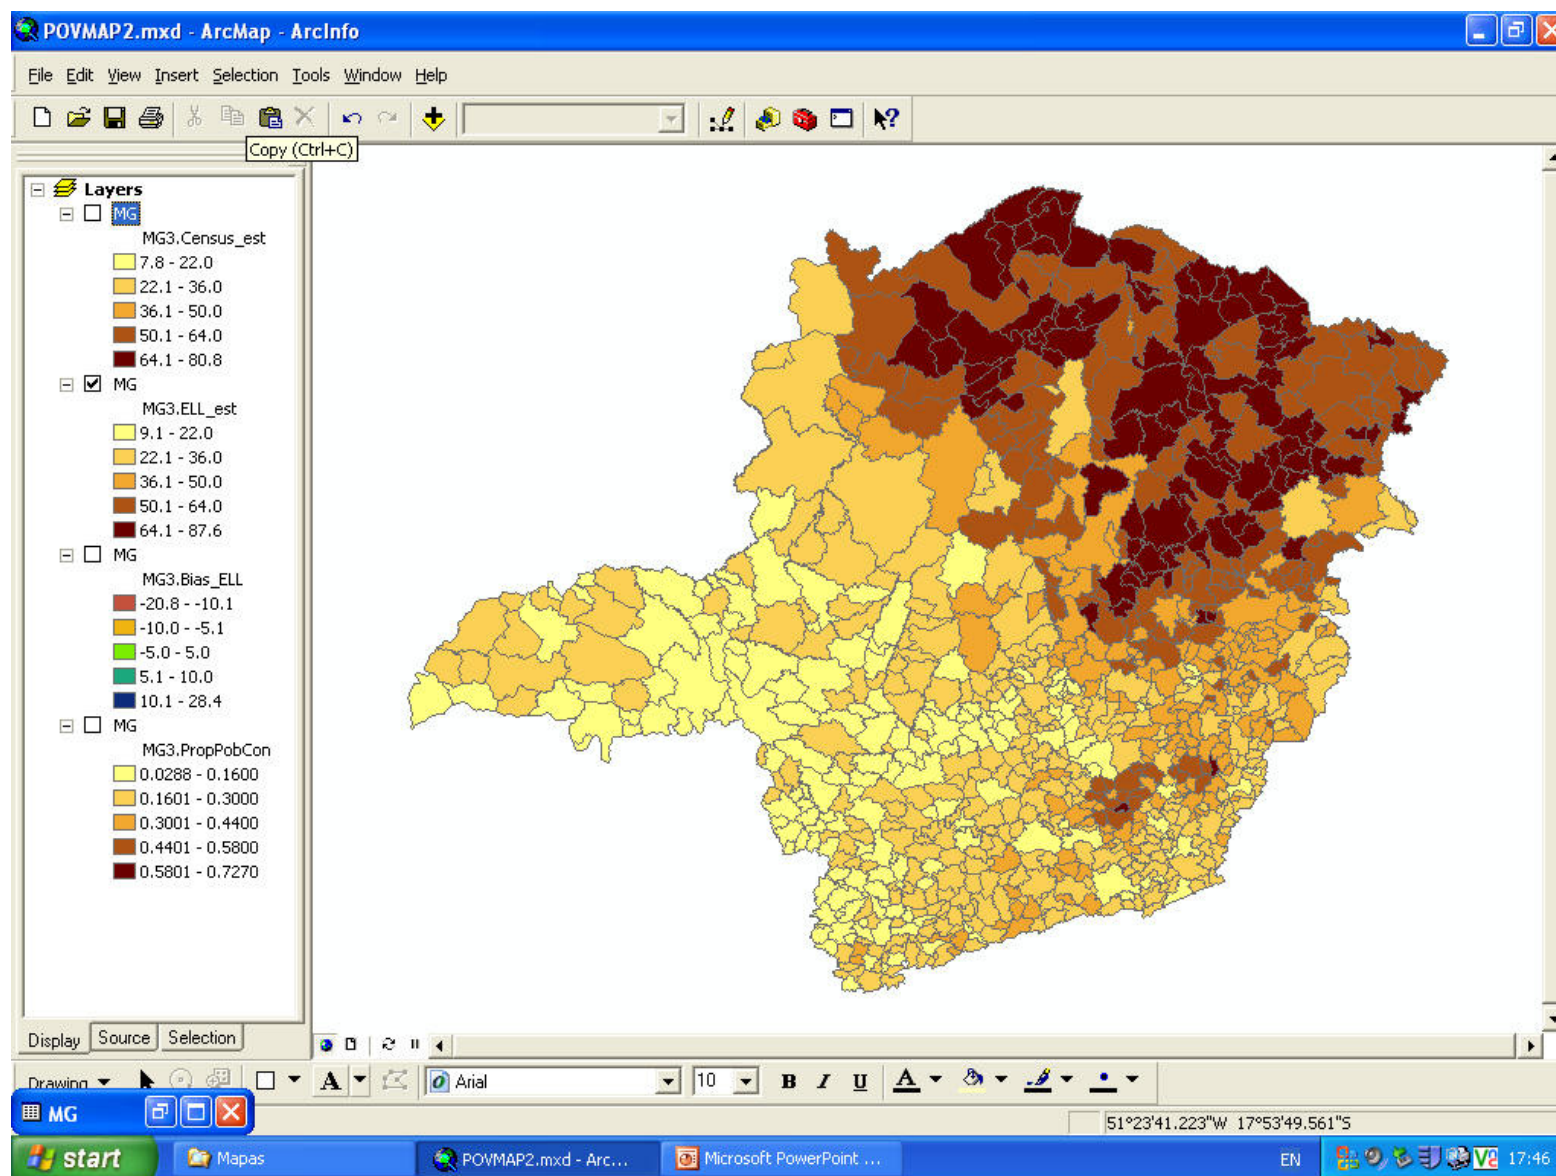 POVMAP2.mxd - ArcMap - ArcInfo
File Edit View Insert Selection Tools Window Help
Copy (Ctrl+C)
Layers
MG
MG3.Census_est
7.8 - 22.0
22.1 - 36.0
36.1 - 50.0
50.1 - 64.0
64.1 - 80.8
MG
MG3.ELL_est
9.1 - 22.0
22.1 - 36.0
36.1 - 50.0
50.1 - 64.0
64.1 - 87.6
MG
MG3.Bias_ELL
-20.8 - -10.1
-10.0 - -5.1
-5.0 - 5.0
5.1 - 10.0
10.1 - 28.4
MG
MG3.PropPobCon
0.0288 - 0.1600
0.1601 - 0.3000
0.3001 - 0.4400
0.4401 - 0.5800
0.5801 - 0.7270
Display Source Selection
Drawing A Arial 10 B I U A
MG
51°23'41.223"W 17°53'49.561"S
start Mapas POVMAP2.mxd - Arc... Microsoft PowerPoint ... EN 17:46